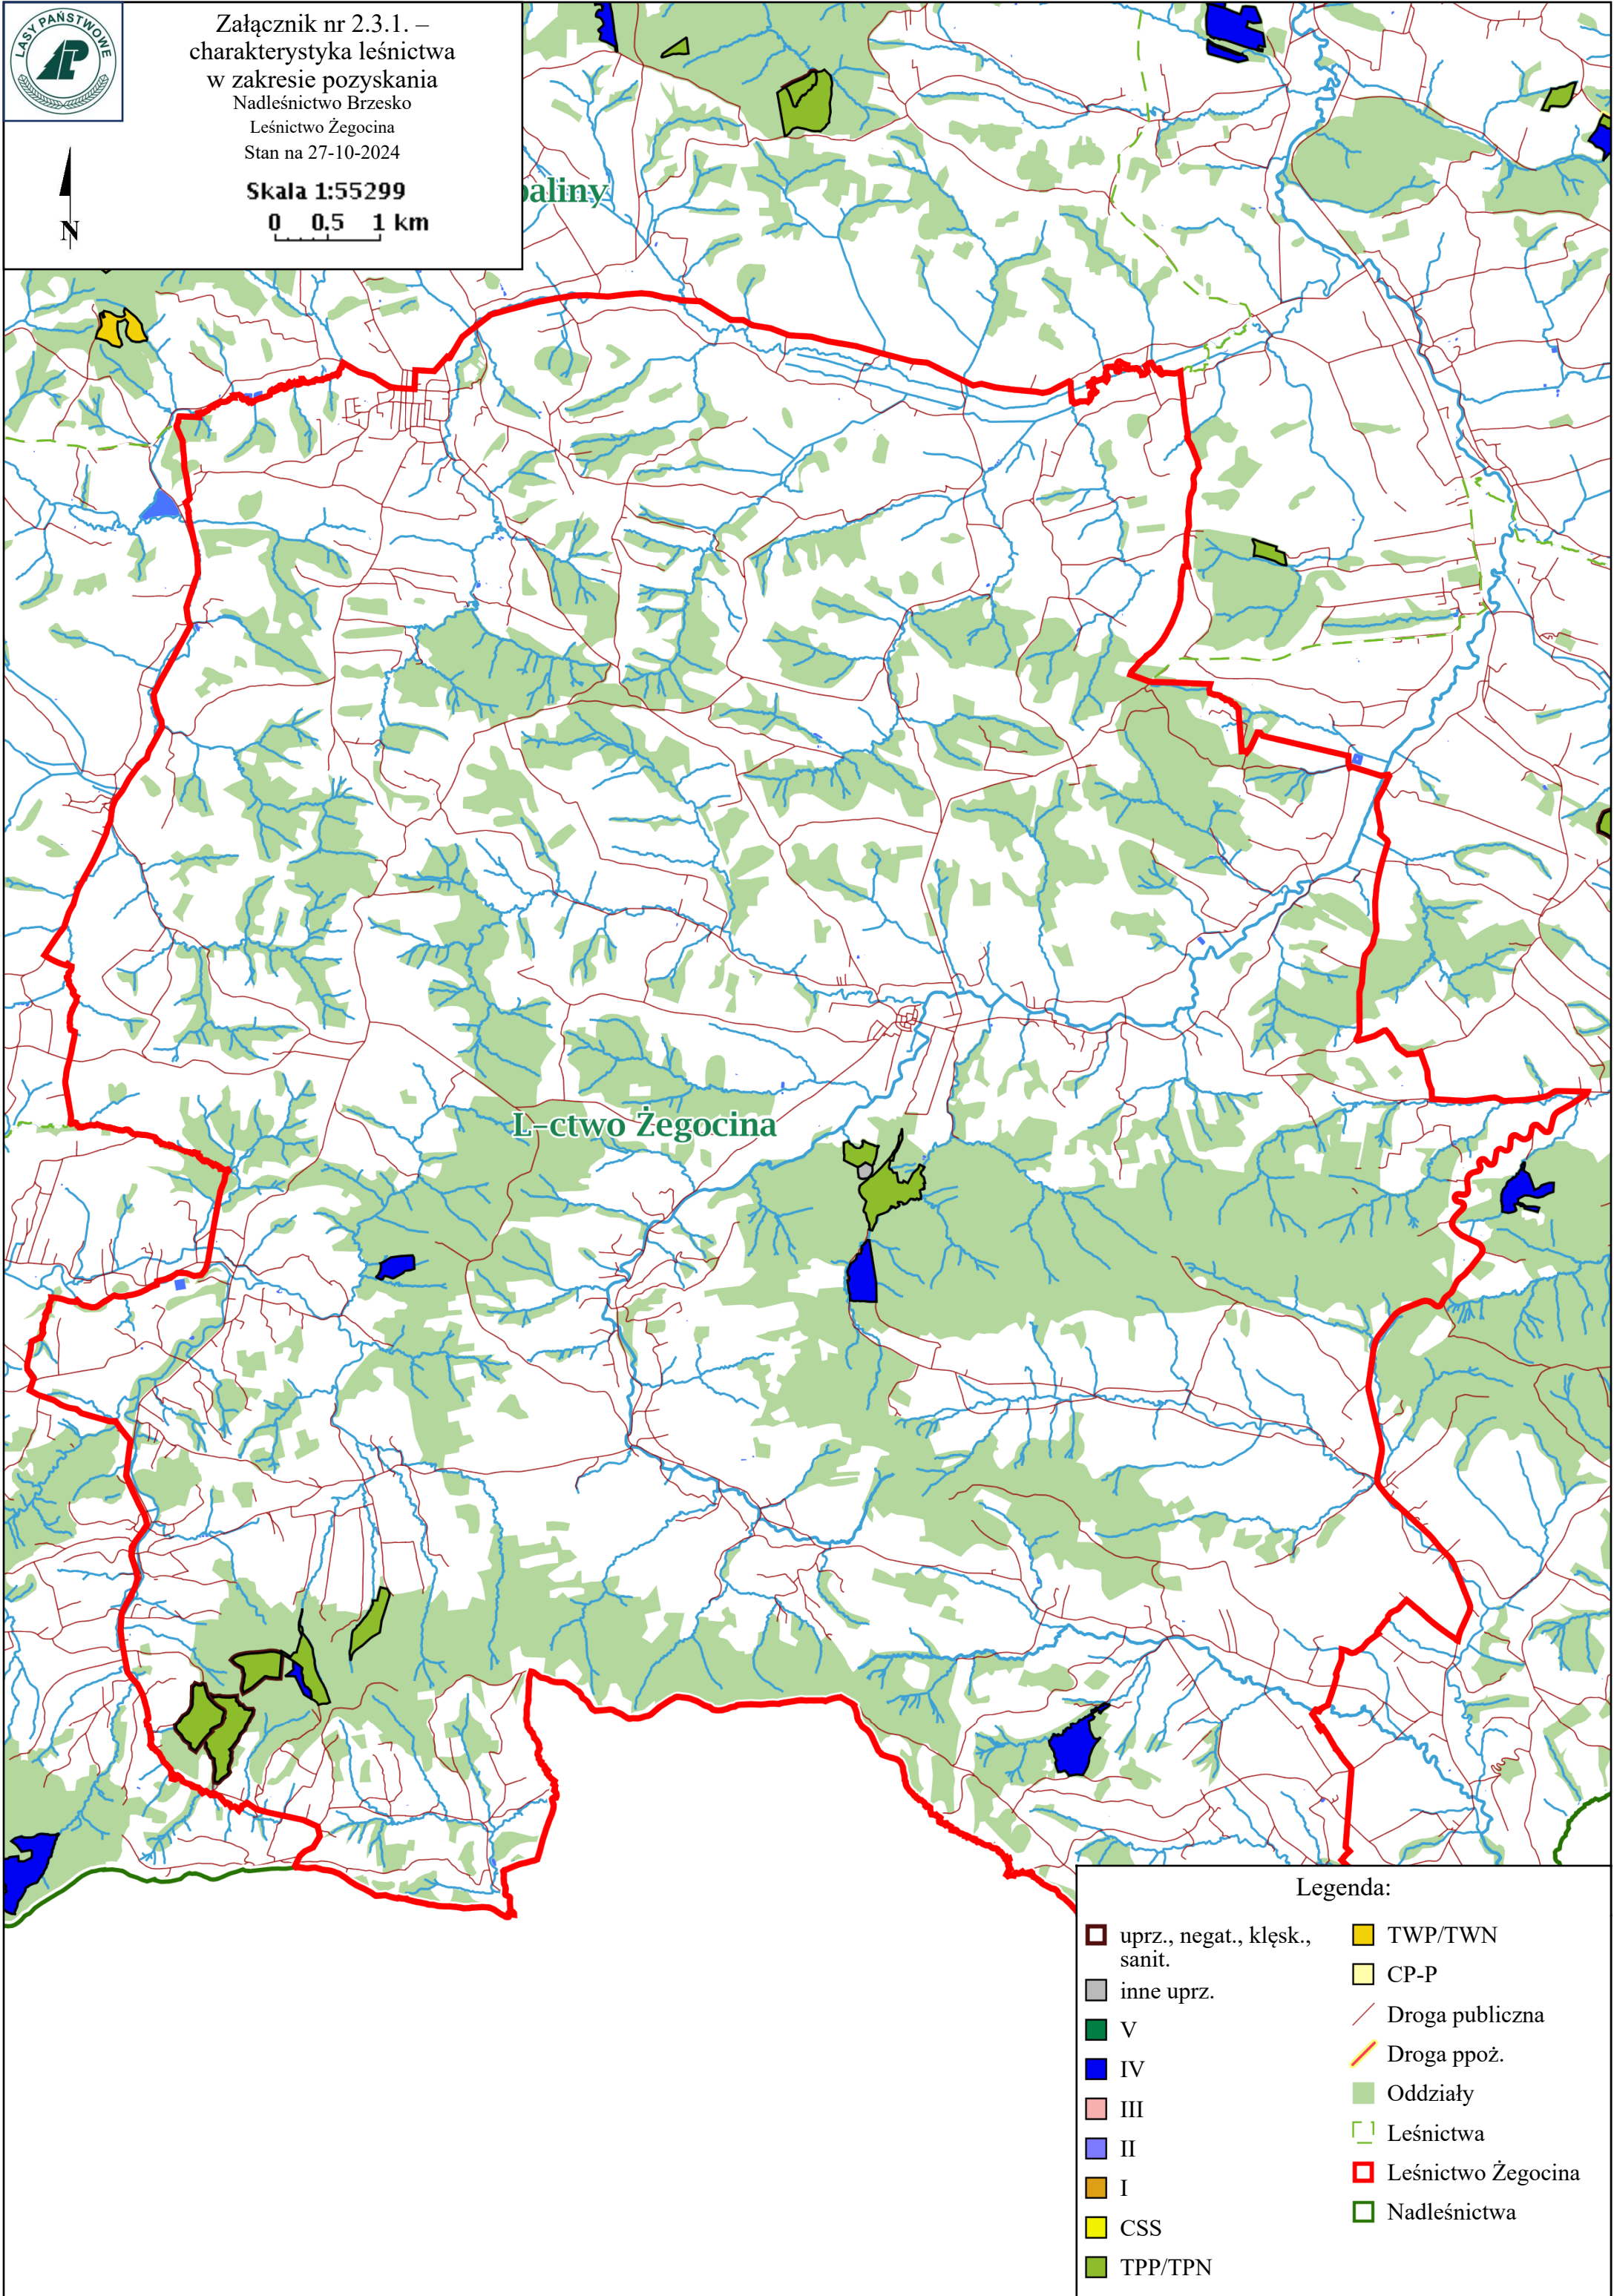 LASY PAŃSTWOWE
Załącznik nr 2.3.1. –
charakterystyka leśnictwa
w zakresie pozyskania
Nadleśnictwo Brzesko
Leśnictwo Żegocina
Stan na 27-10-2024
Skala 1:55299
0 0.5 1 km
N
paliny
L-ctwo Żegocina
Legenda:
uprz., negat., klęsk.,
sanit.
inne uprz.
V
IV
III
II
I
CSS
TPP/TPN
TWP/TWN
CP-P
Droga publiczna
Droga ppoż.
Oddziały
Leśnictwa
Leśnictwo Żegocina
Nadleśnictwa